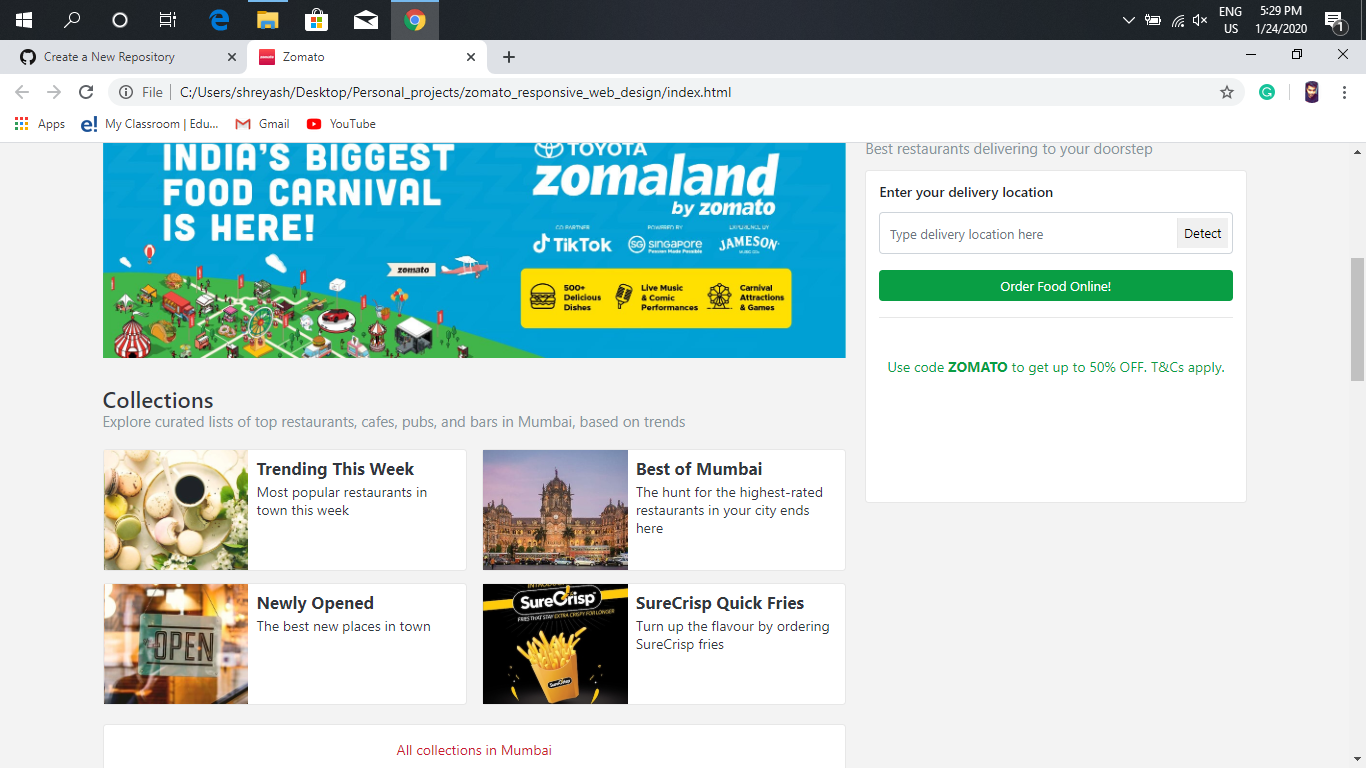 ENG
US
5:29 PM
1/24/2020
1
Create a New Repository
zomato
Zomato
File
C:/Users/shreyash/Desktop/Personal_projects/zomato_responsive_web_design/index.html
Apps
e!
My Classroom | Edu...
Gmail
YouTube
INDIA'S BIGGEST
FOOD CARNIVAL
IS HERE!
TOYOTA
zomaland
by zomato
CO PARTNER
POWERED BY
EXPERIENCE BY
TikTok
SG
SINGAPORE
Passion Made Possible
JAMESON
zomato
500+
Delicious
Dishes
Live Music
& Comic
Performances
Carnival
Attractions
& Games
Best restaurants delivering to your doorstep
Enter your delivery location
Type delivery location here
Detect
Order Food Online!
Use code ZOMATO to get up to 50% OFF. T&Cs apply.
Collections
Explore curated lists of top restaurants, cafes, pubs, and bars in Mumbai, based on trends
Trending This Week
Most popular restaurants in
town this week
Best of Mumbai
The hunt for the highest-rated
restaurants in your city ends
here
OPEN
Newly Opened
The best new places in town
SureCrisp
FRIES THAT STAY EXTRA CRISPY FOR LONGER
SureCrisp
SureCrisp Quick Fries
Turn up the flavour by ordering
SureCrisp fries
All collections in Mumbai